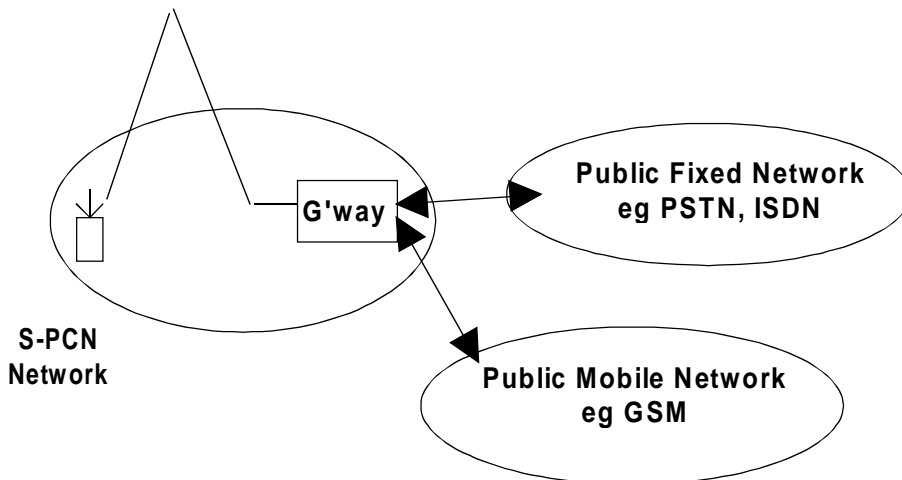 G'way
Public Fixed Network
eg PSTN, ISDN
S-PCN
Network
Public Mobile Network
eg GSM